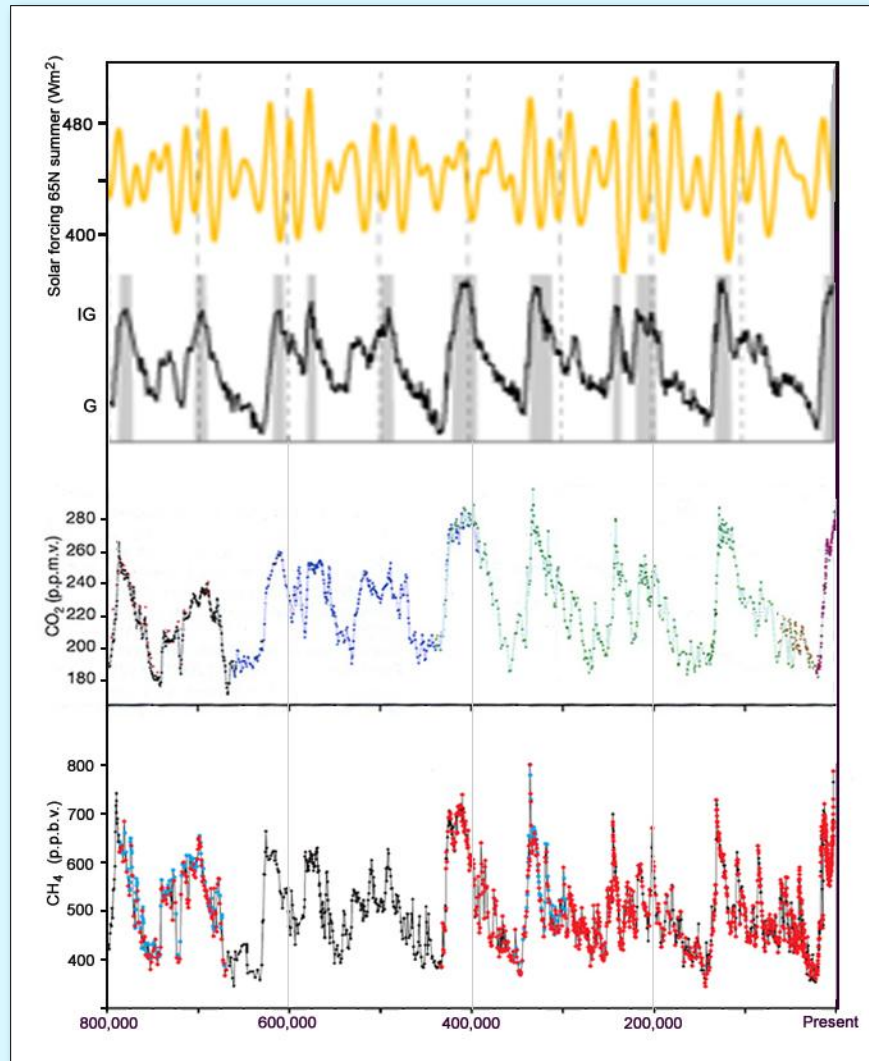 Solar forcing 65N summer (Wm²)
480
400
IG
G
CO₂ (p.p.m.v.)
280
260
240
220
200
180
CH₄ (p.p.b.v.)
800
700
600
500
400
800,000 600,000 400,000 200,000 Present